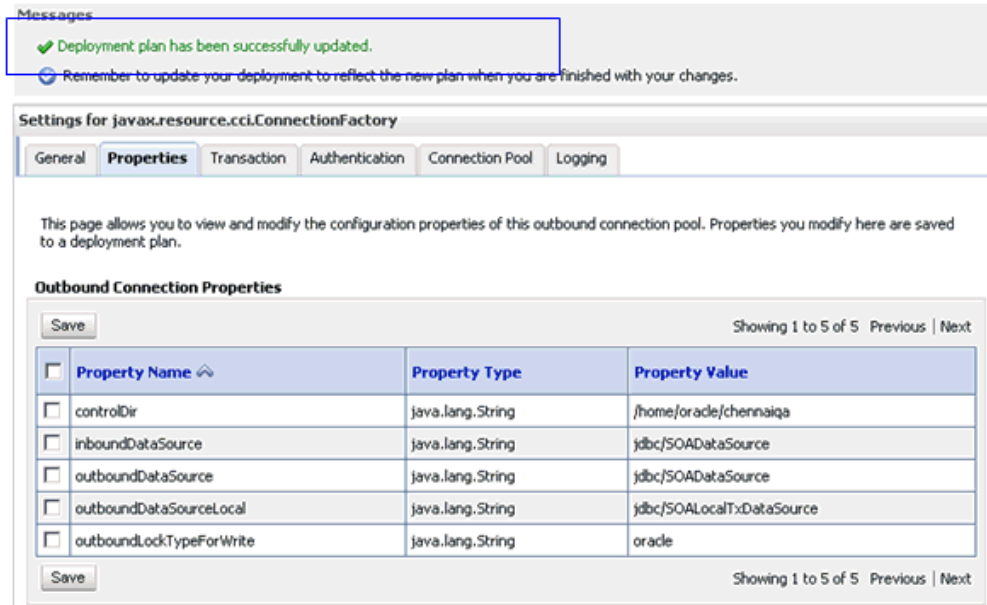 Messages
Deployment plan has been successfully updated.
Remember to update your deployment to reflect the new plan when you are finished with your changes.
Settings for javax.resource.cci.ConnectionFactory
General Properties Transaction Authentication Connection Pool Logging
This page allows you to view and modify the configuration properties of this outbound connection pool. Properties you modify here are saved
to a deployment plan.
Outbound Connection Properties
Save Showing 1 to 5 of 5 Previous | Next
Property Name Property Type Property Value
controlDir java.lang.String /home/oracle/chennaiqa
inboundDataSource java.lang.String jdbc/SOADataSource
outboundDataSource java.lang.String jdbc/SOADataSource
outboundDataSourceLocal java.lang.String jdbc/SOALocalTxDataSource
outboundLockTypeForWrite java.lang.String oracle
Save Showing 1 to 5 of 5 Previous | Next